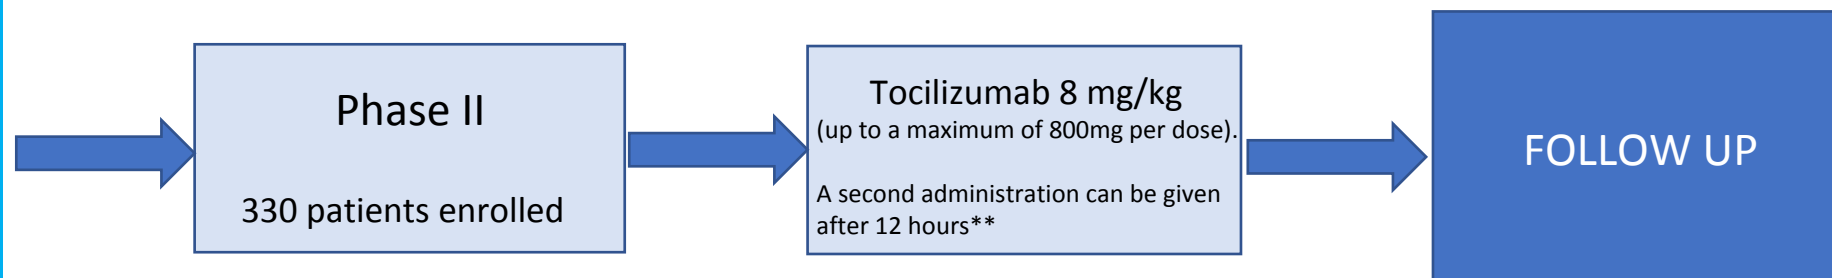 Phase II
330 patients enrolled
Tocilizumab 8 mg/kg
(up to a maximum of 800mg per dose).
A second administration can be given
after 12 hours**
FOLLOW UP